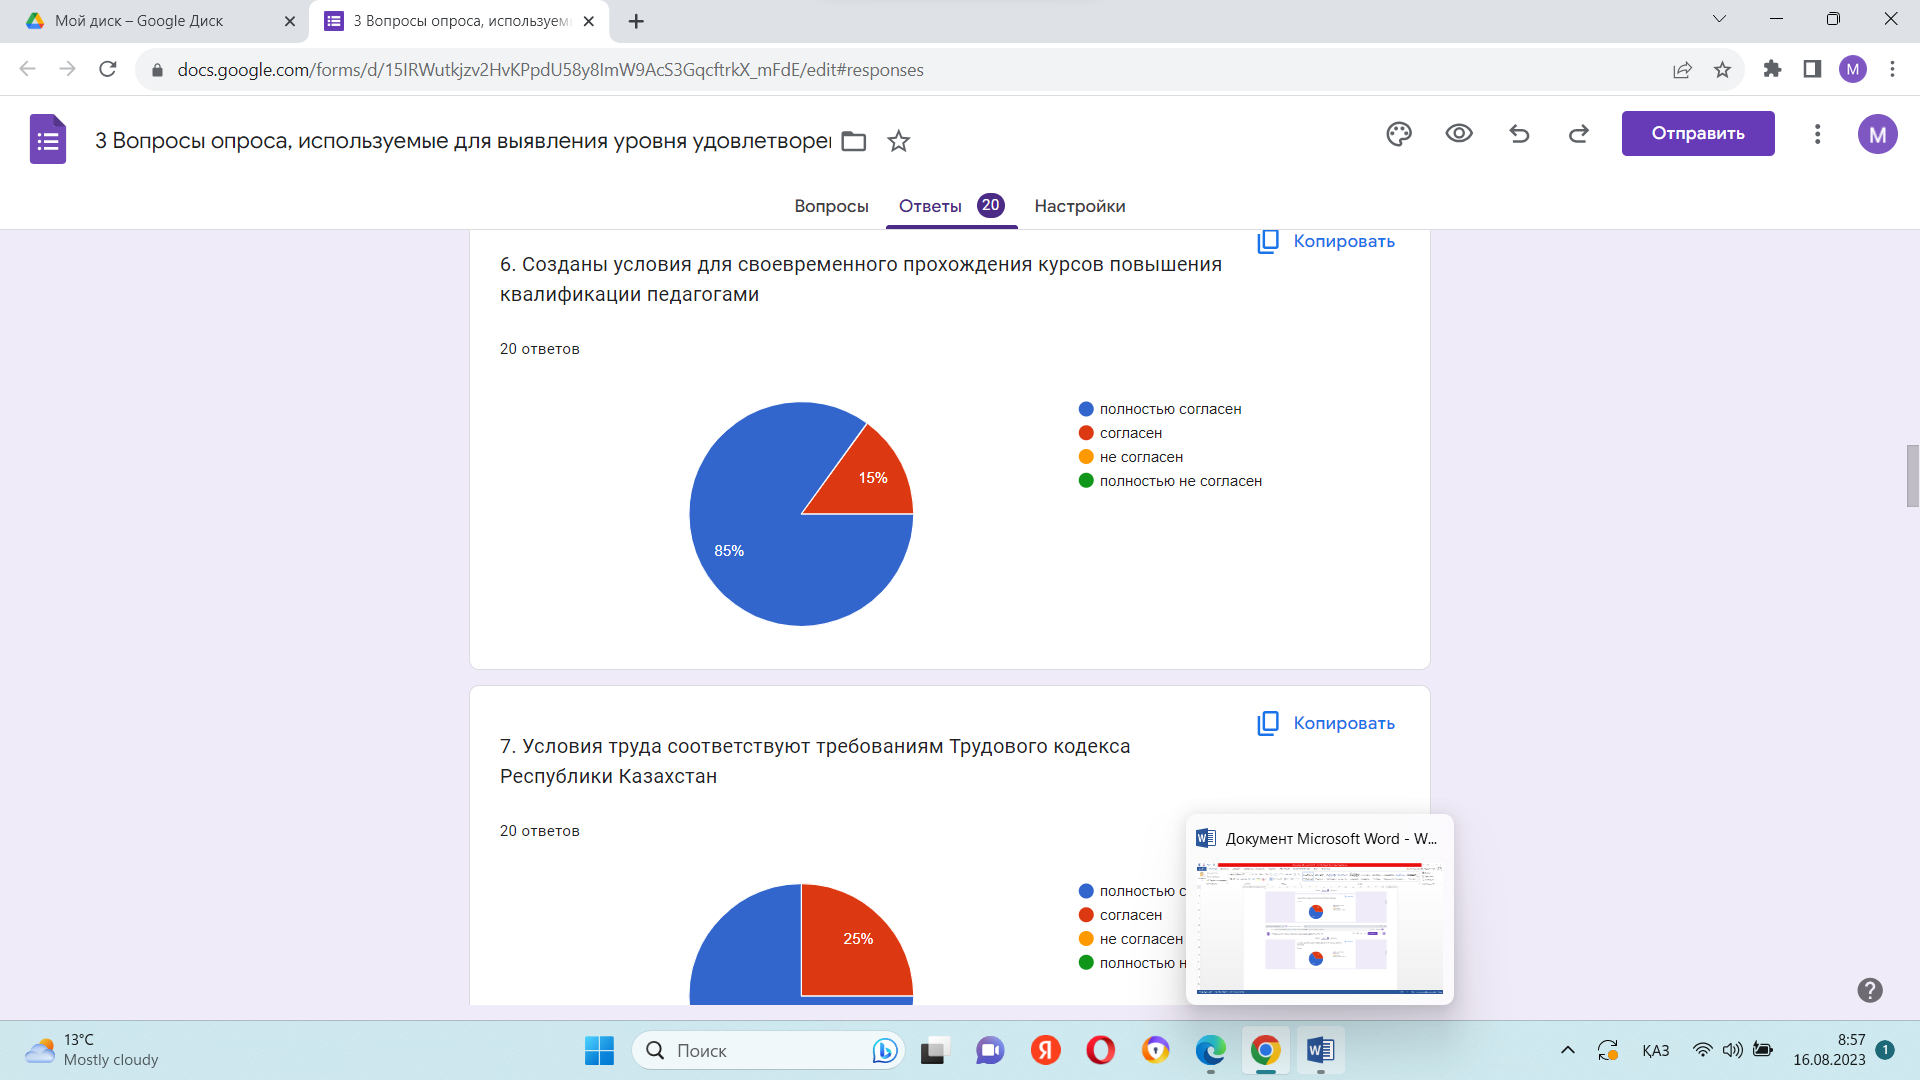 Мой диск – Google Диск
3 Вопросы опроса, используем
docs.google.com/forms/d/15IRWutkjzv2HvKPpdU58y8ImW9AcS3GqcftrkX_mFdE/edit#responses
M
3 Вопросы опроса, используемые для выявления уровня удовлетворен
Отправить
M
Вопросы
Ответы 20
Настройки
Копировать
6. Созданы условия для своевременного прохождения курсов повышения
квалификации педагогами
20 ответов
полностью согласен
согласен
не согласен
полностью не согласен
15%
85%
Копировать
7. Условия труда соответствуют требованиям Трудового кодекса
Республики Казахстан
20 ответов
25%
полностью с
согласен
не согласен
полностью н
Документ Microsoft Word - W...
13°C
Mostly cloudy
Поиск
ҚАЗ
8:57
16.08.2023
1